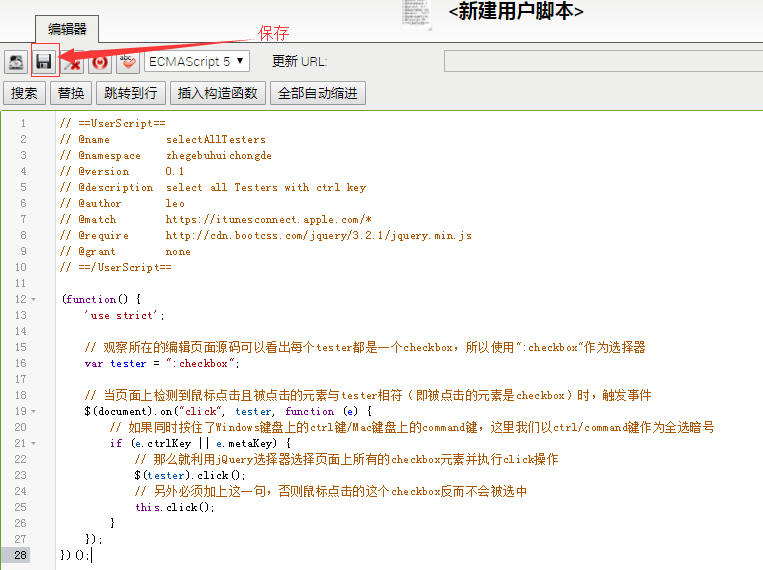 <新建用户脚本>
编辑器
保存
ECMAScript 5 更新 URL:
搜索 替换 跳转到行 插入构造函数 全部自动缩进
1 // ==UserScript==
2 // @name selectAllTesters
3 // @namespace zhegebuhuichongde
4 // @version 0.1
5 // @description select all Testers with ctrl key
6 // @author leo
7 // @match https://itunesconnect.apple.com/*
8 // @require http://cdn.bootcss.com/jquery/3.2.1/jquery.min.js
9 // @grant none
10 // ==/UserScript==
11
12 (function() {
13 'use strict';
14
15 // 观察所在的编辑页面源码可以看出每个tester都是一个checkbox，所以使用":checkbox"作为选择器
16 var tester = ":checkbox";
17
18 // 当页面上检测到鼠标点击且被点击的元素与tester相符（即被点击的元素是checkbox）时，触发事件
19 $(document).on("click", tester, function (e) {
20 // 如果同时按住了Windows键盘上的ctrl键/Mac键盘上的command键，这里我们以ctrl/command键作为全选暗号
21 if (e.ctrlKey || e.metaKey) {
22 // 那么就利用jQuery选择器选择页面上所有的checkbox元素并执行click操作
23 $(tester).click();
24 // 另外必须加上这一句，否则鼠标点击的这个checkbox反而不会被选中
25 this.click();
26 }
27 });
28 })();